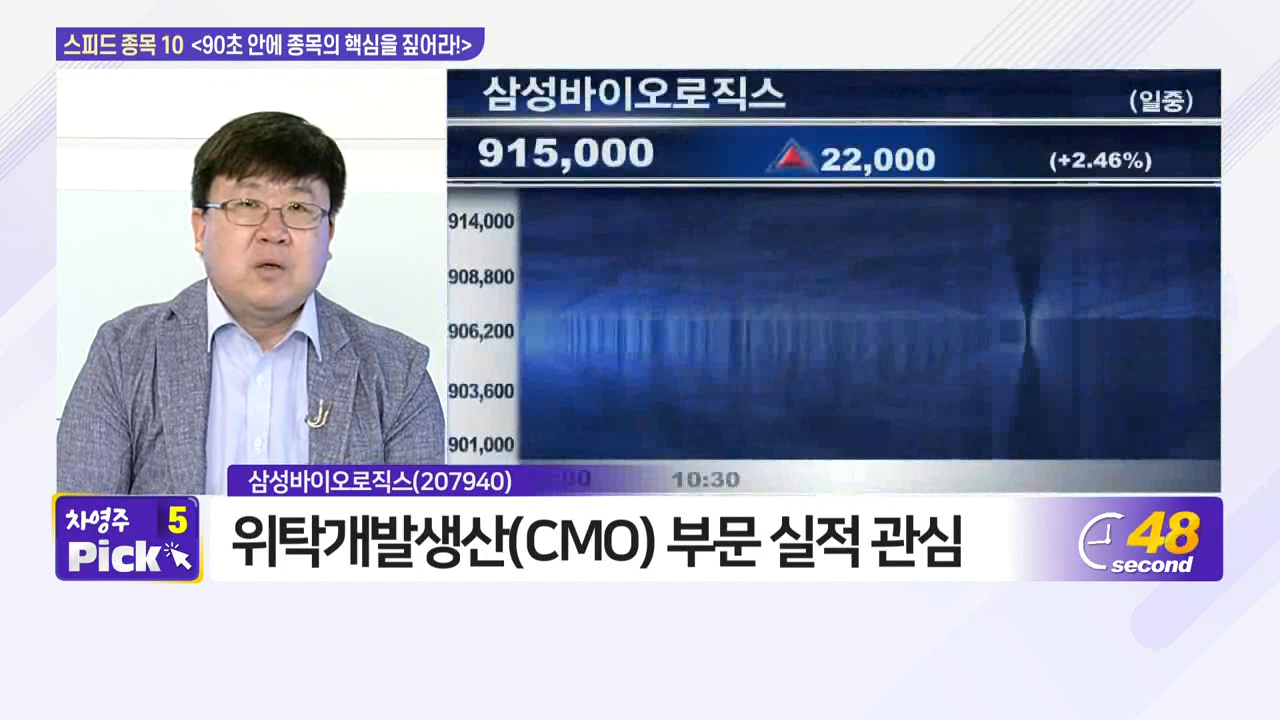 스피드 종목 10 <90초 안에 종목의 핵심을 짚어라!>
삼성바이오로직스 (일중)
915,000 ▲ 22,000 (+2.46%)
914,000
908,800
906,200
903,600
901,000
10:30
삼성바이오로직스(207940)
차영주 5
Pick
위탁개발생산(CMO) 부문 실적 관심
48
second